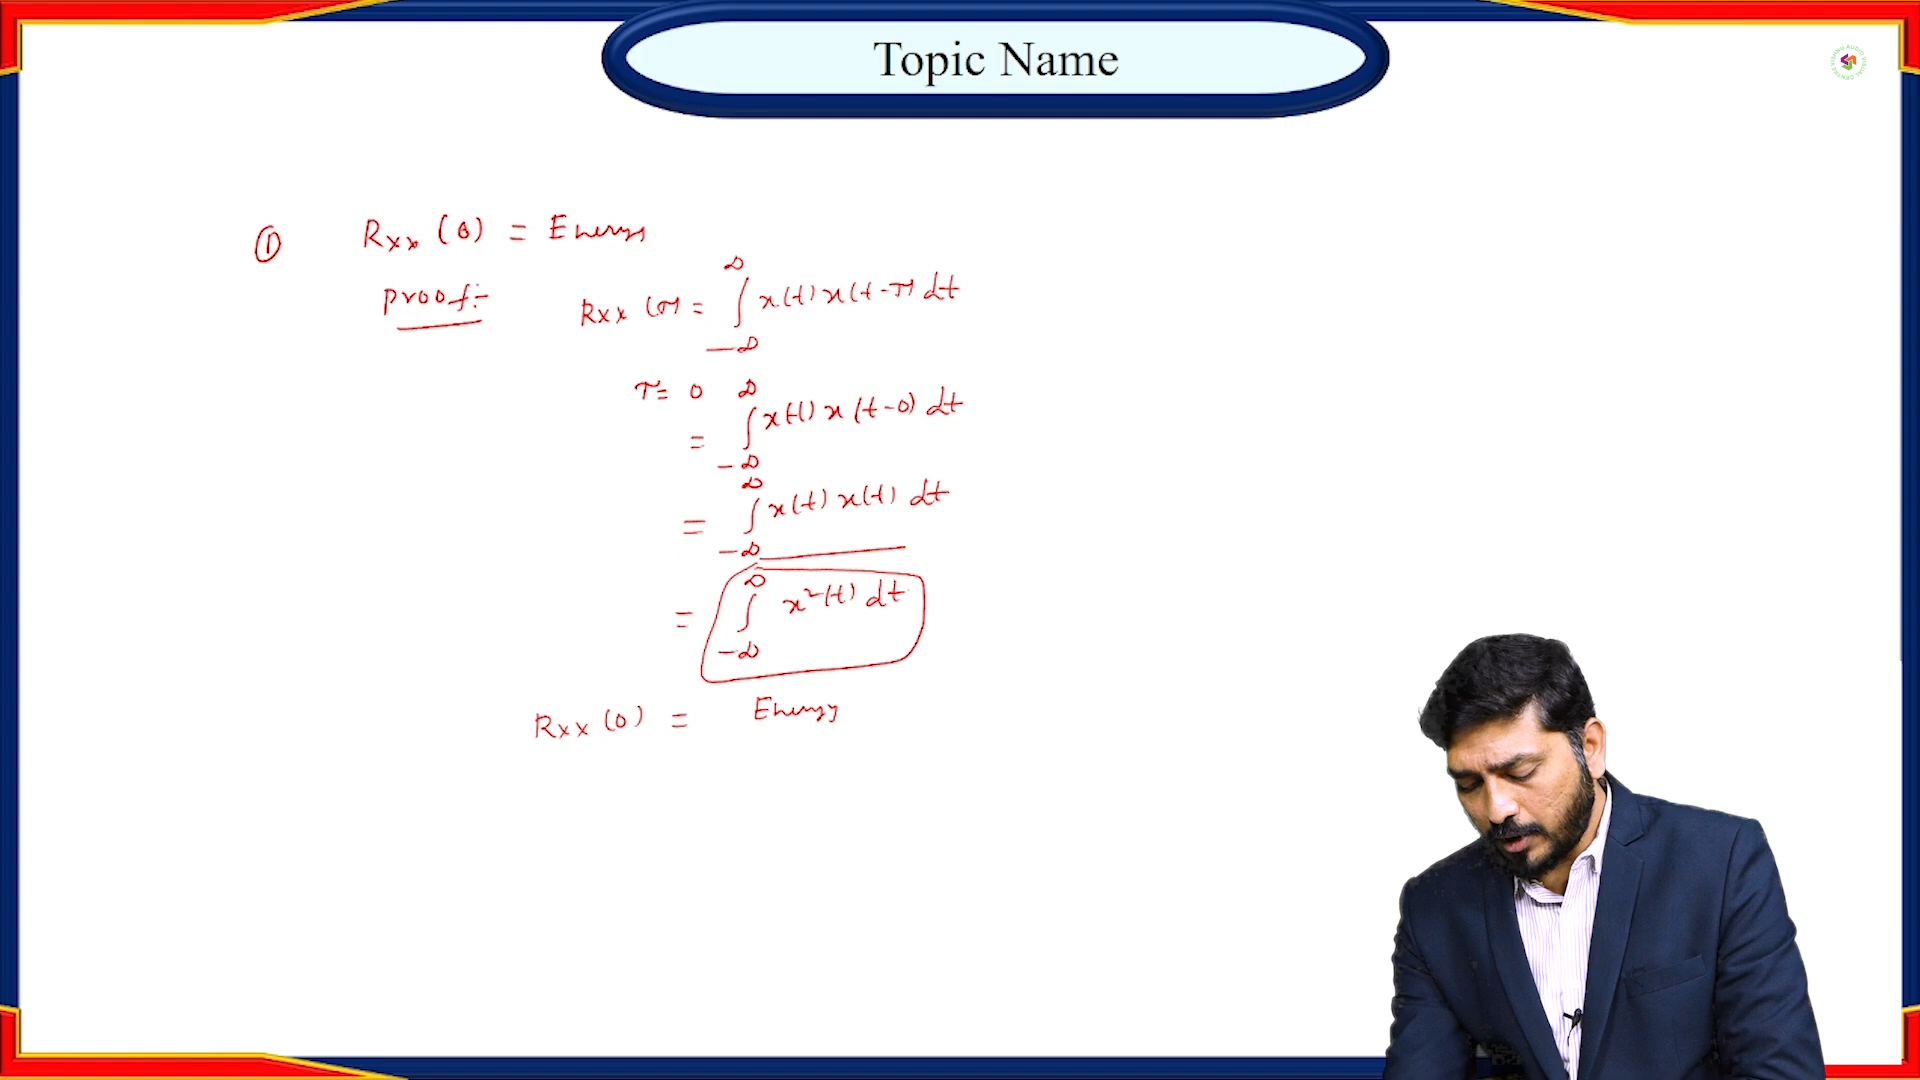 Topic Name
① Rxx (0) = Energy
Proof:- Rxx (τ) = ∫_{-∞}^{∞} x(t) x(t-τ) dt
τ = 0
= ∫_{-∞}^{∞} x(t) x (t-0) dt
= ∫_{-∞}^{∞} x(t) x(t) dt
= ∫_{-∞}^{∞} x²(t) dt
Rxx (0) = Energy